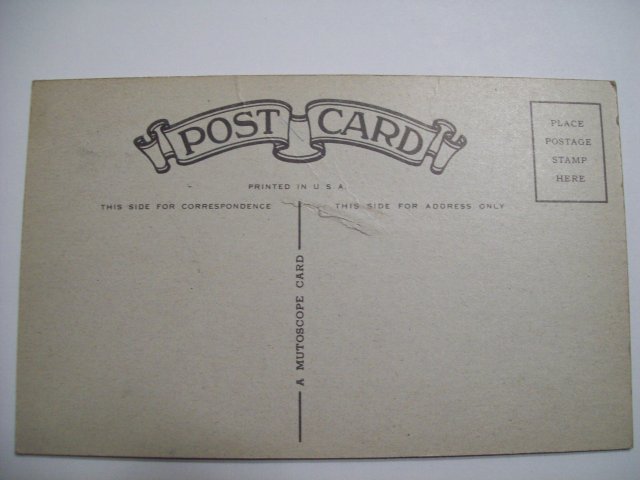 POST CARD
PLACE
POSTAGE
STAMP
HERE
PRINTED IN U.S.A.
THIS SIDE FOR CORRESPONDENCE
THIS SIDE FOR ADDRESS ONLY
A MUTOSCOPE CARD